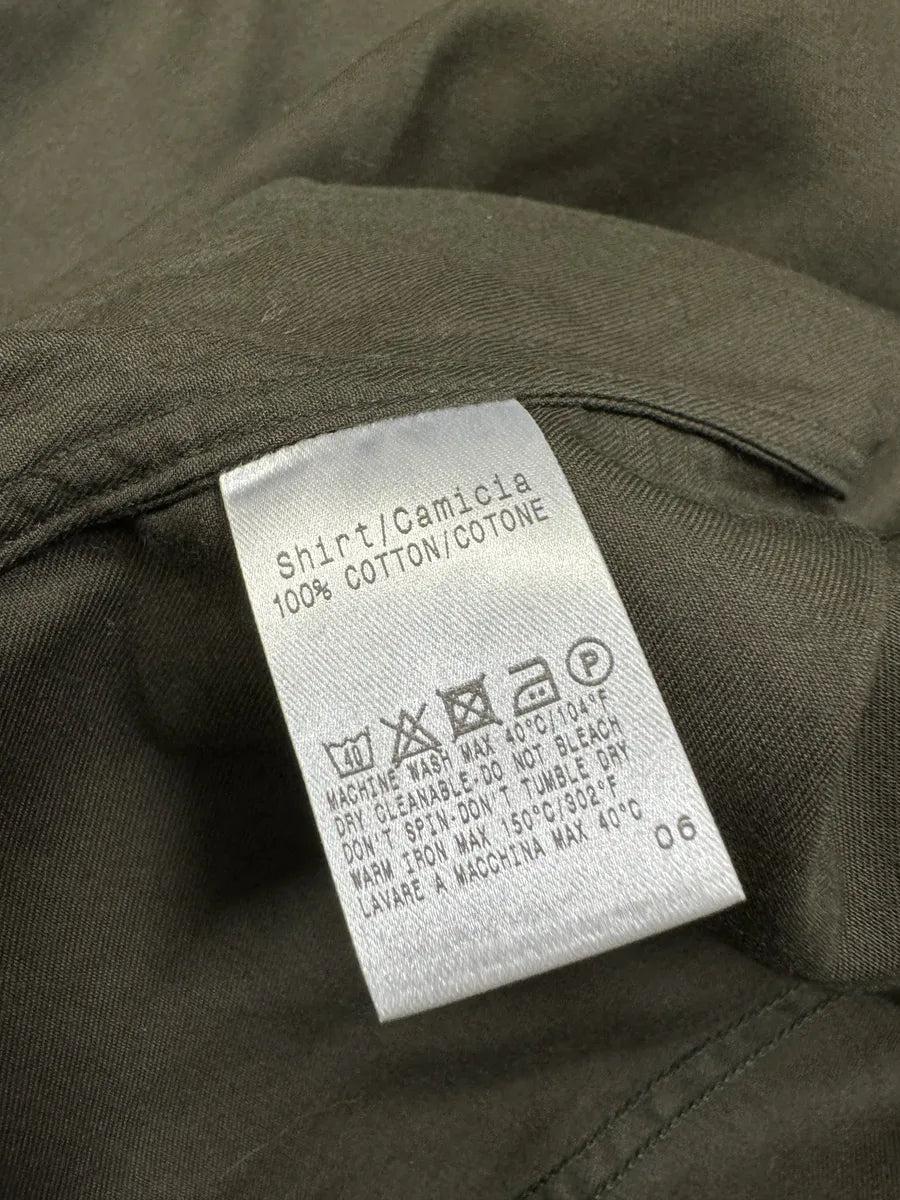 Shirt/Camicia
100% COTTON/COTONE
40 P
MACHINE WASH MAX 40°C/104°F
DRY CLEANABLE-DO NOT BLEACH
DON'T SPIN-DON'T TUMBLE DRY
WARM IRON MAX 150°C/302°F
LAVARE A MACCHINA MAX 40°C
06